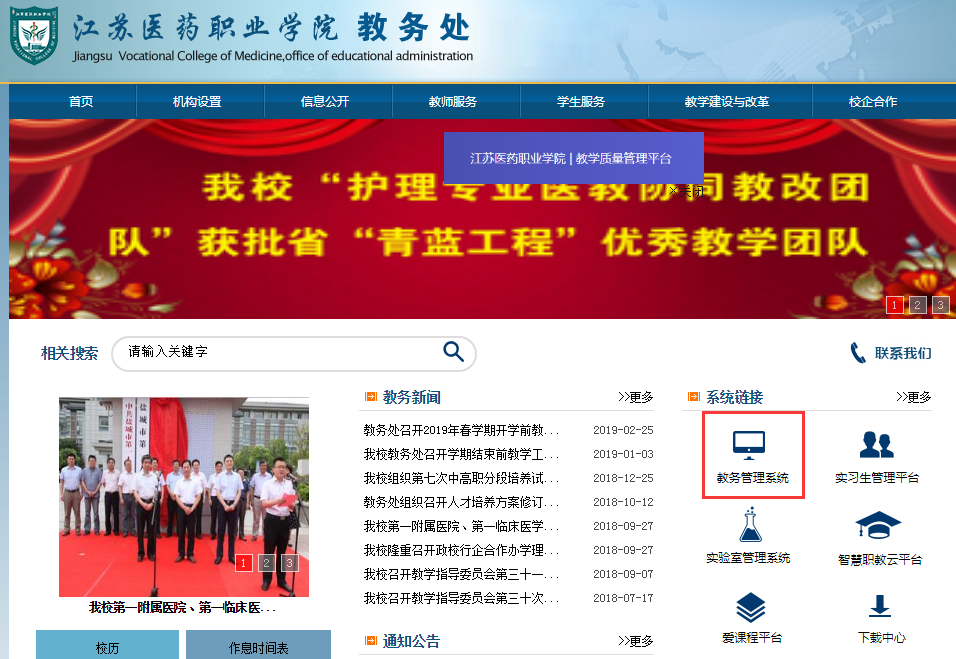 江苏医药职业学院 教务处
Jiangsu Vocational College of Medicine,office of educational administration
首页 机构设置 信息公开 教师服务 学生服务 教学建设与改革 校企合作
江苏医药职业学院 | 教学质量管理平台
×关闭
我校“护理专业医教协同教改团
队”获批省“青蓝工程”优秀教学团队
1 2 3
相关搜索 请输入关键字 联系我们
中共盐城市第
盐城市第
1 2 3
我校第一附属医院、第一临床医...
校历 作息时间表
教务新闻 >>更多
教务处召开2019年春学期开学前教... 2019-02-25
我校教务处召开学期结束前教学工... 2019-01-03
我校组织第七次中高职分段培养试... 2018-12-25
教务处组织召开人才培养方案修订... 2018-10-12
我校第一附属医院、第一临床医学... 2018-09-27
我校隆重召开政校行企合作办学理... 2018-09-27
我校召开教学指导委员会第三十一... 2018-09-07
我校召开教学指导委员会第三十次... 2018-07-17
通知公告 >>更多
系统链接 >>更多
教务管理系统 实习生管理平台
实验室管理系统 智慧职教云平台
爱课程平台 下载中心